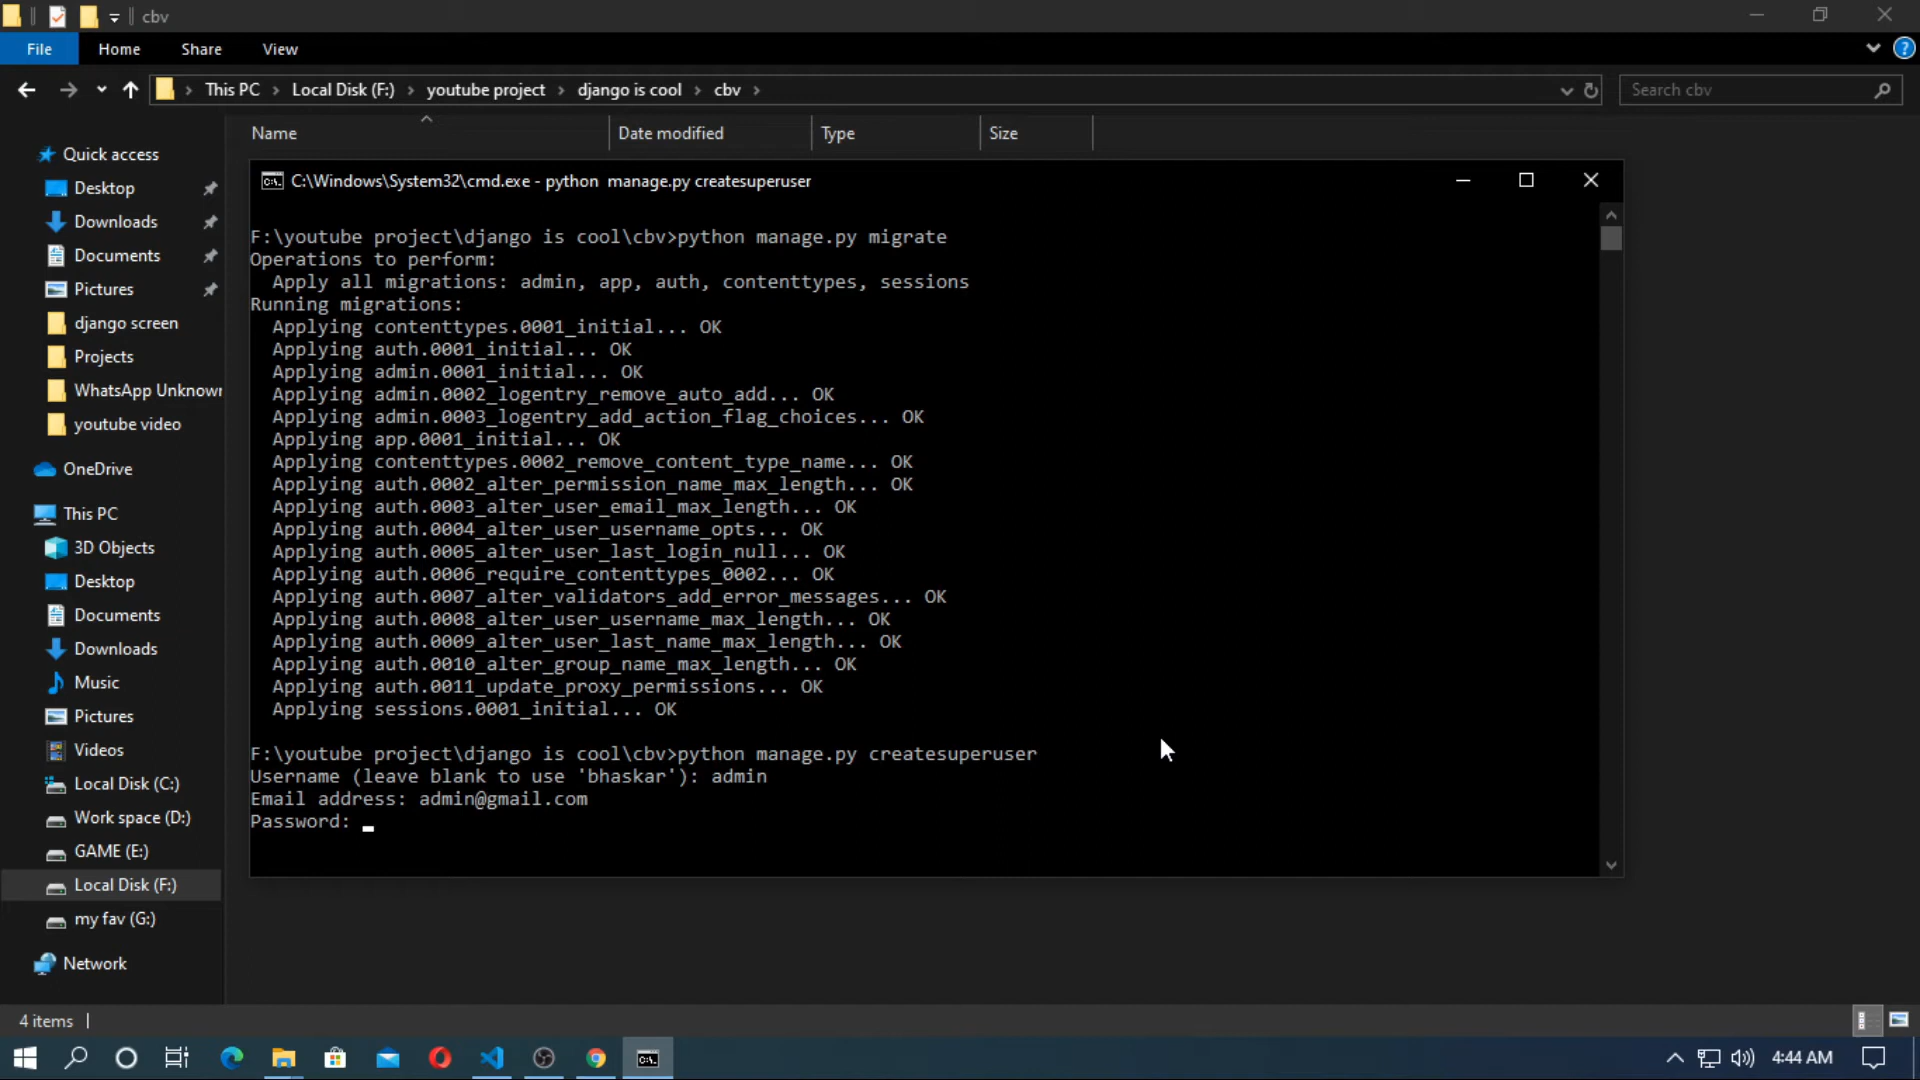 cbv
File Home Share View
This PC Local Disk (F:) youtube project django is cool cbv
Search cbv
Name Date modified Type Size
Quick access
Desktop
Downloads
Documents
Pictures
django screen
Projects
WhatsApp Unknown
youtube video
OneDrive
This PC
3D Objects
Desktop
Documents
Downloads
Music
Pictures
Videos
Local Disk (C:)
Work space (D:)
GAME (E:)
Local Disk (F:)
my fav (G:)
Network
C:\Windows\System32\cmd.exe - python  manage.py createsuperuser
F:\youtube project\django is cool\cbv>python manage.py migrate
Operations to perform:
  Apply all migrations: admin, app, auth, contenttypes, sessions
Running migrations:
  Applying contenttypes.0001_initial... OK
  Applying auth.0001_initial... OK
  Applying admin.0001_initial... OK
  Applying admin.0002_logentry_remove_auto_add... OK
  Applying admin.0003_logentry_add_action_flag_choices... OK
  Applying app.0001_initial... OK
  Applying contenttypes.0002_remove_content_type_name... OK
  Applying auth.0002_alter_permission_name_max_length... OK
  Applying auth.0003_alter_user_email_max_length... OK
  Applying auth.0004_alter_user_username_opts... OK
  Applying auth.0005_alter_user_last_login_null... OK
  Applying auth.0006_require_contenttypes_0002... OK
  Applying auth.0007_alter_validators_add_error_messages... OK
  Applying auth.0008_alter_user_username_max_length... OK
  Applying auth.0009_alter_user_last_name_max_length... OK
  Applying auth.0010_alter_group_name_max_length... OK
  Applying auth.0011_update_proxy_permissions... OK
  Applying sessions.0001_initial... OK
F:\youtube project\django is cool\cbv>python manage.py createsuperuser
Username (leave blank to use 'bhaskar'): admin
Email address: admin@gmail.com
Password:
4 items
4:44 AM